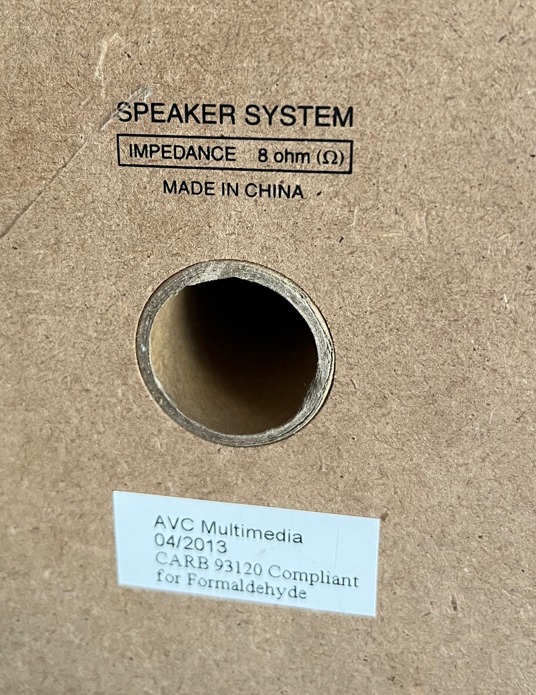 SPEAKER SYSTEM
IMPEDANCE 8 ohm (Ω)
MADE IN CHINA
AVC Multimedia
04/2013
CARB 93120 Compliant
for Formaldehyde